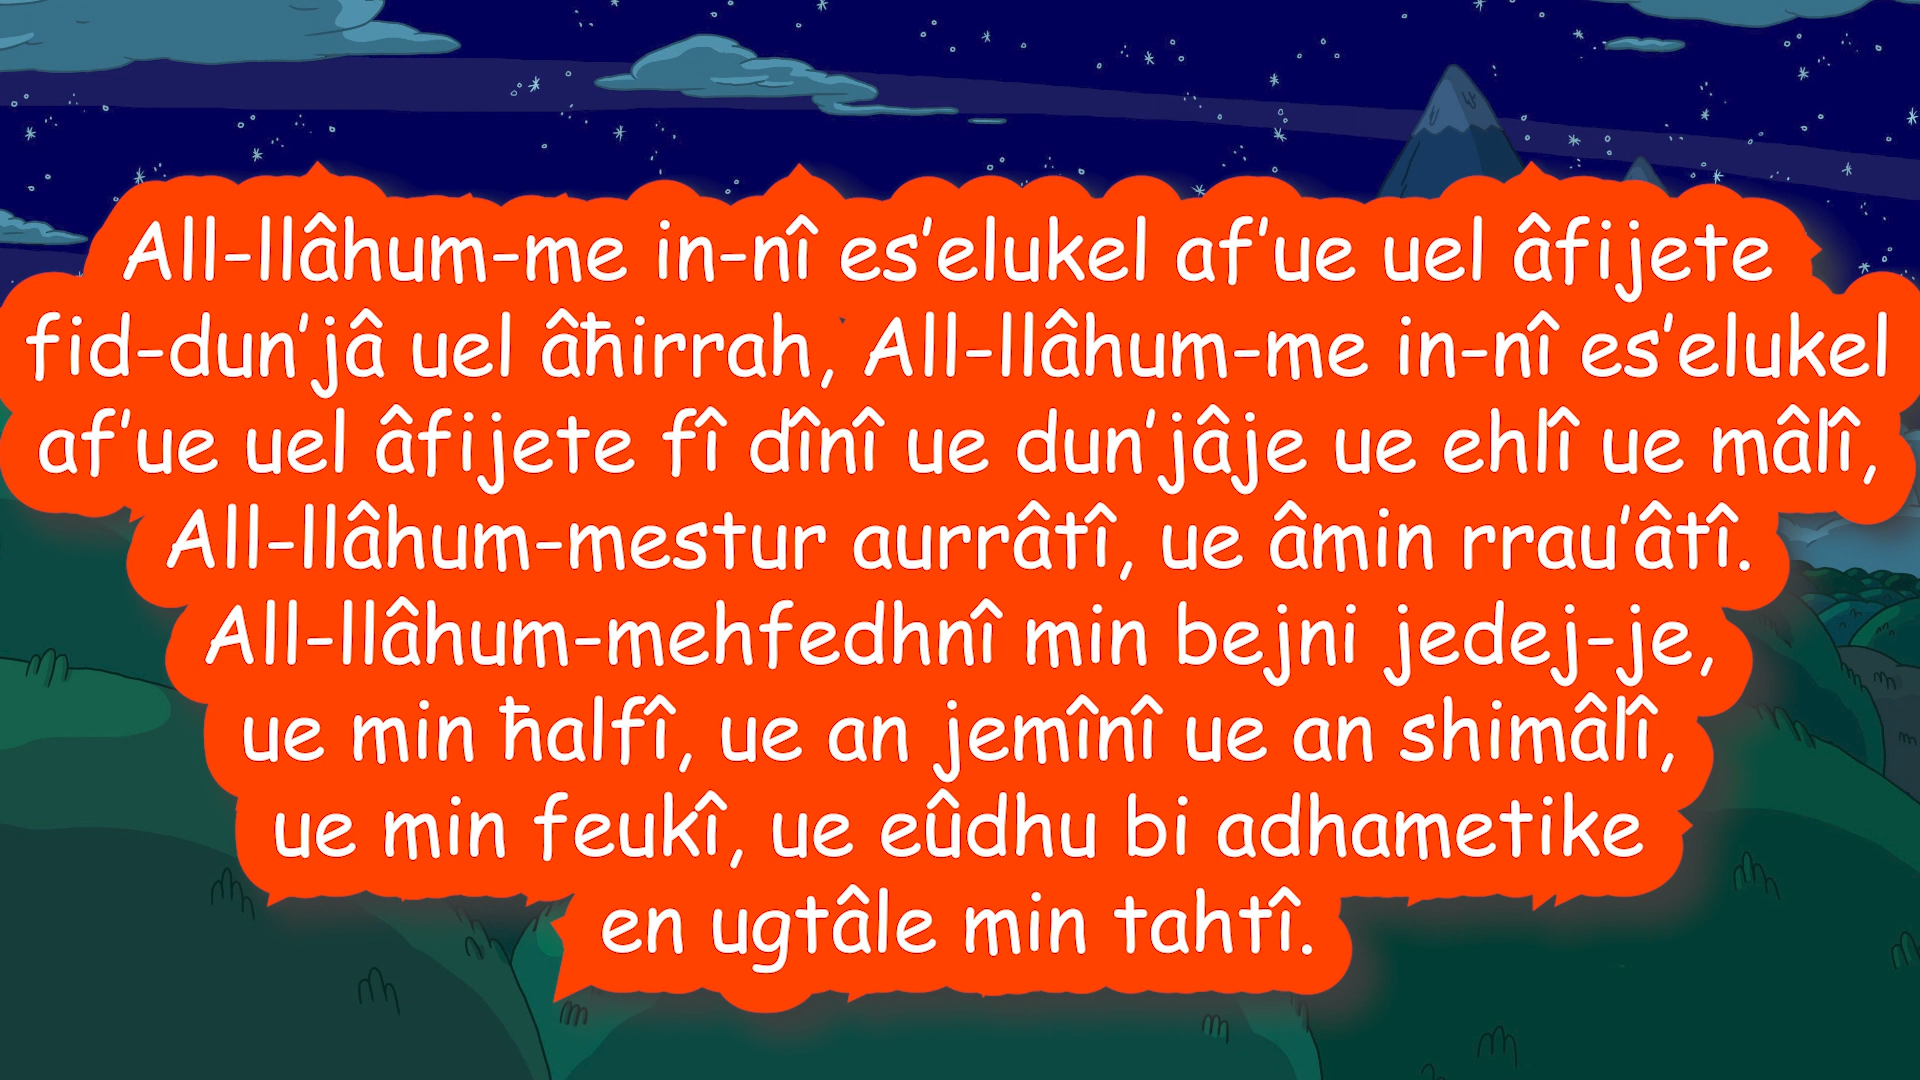 All-llâhum-me in-nî es’elukel af’ue uel âfijete
fid-dun’jâ uel âħirrah, All-llâhum-me in-nî es’elukel
af’ue uel âfijete fî dînî ue dun’jâje ue ehlî ue mâlî,
All-llâhum-mestur aurrâtî, ue âmin rrau’âtî.
All-llâhum-mehfedhnî min bejni jedej-je,
ue min ħalfî, ue an jemînî ue an shimâlî,
ue min feukî, ue eûdhu bi adhametike
en ugtâle min tahtî.